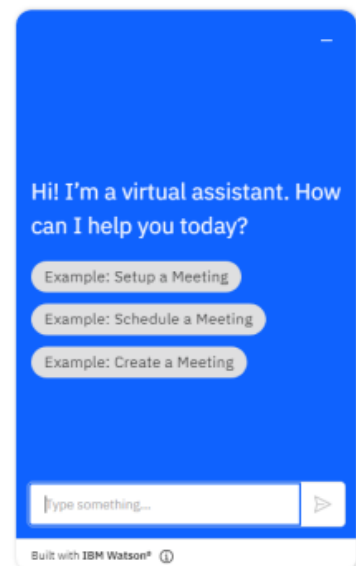 Hi! I'm a virtual assistant. How
can I help you today?
Example: Setup a Meeting
Example: Schedule a Meeting
Example: Create a Meeting
Type something...
Built with IBM Watson®